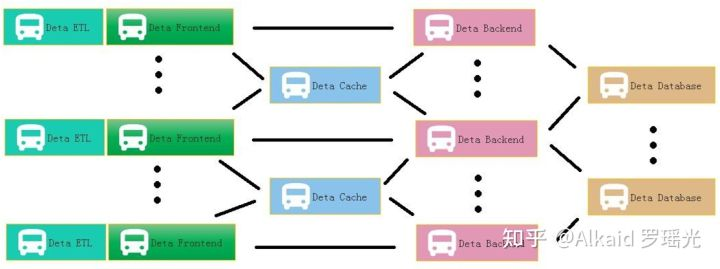 Deta ETL Deta Frontend Deta Backend
Deta Cache Deta Database
Deta ETL Deta Frontend Deta Backend
Deta Cache Deta Database
Deta ETL Deta Frontend Deta Backend
知乎 @Alkaid 罗瑶光